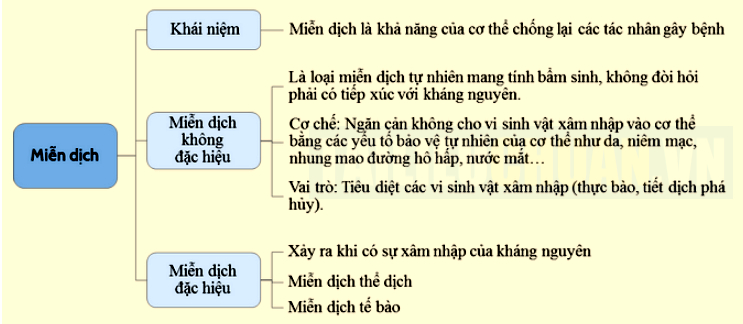 Khái niệm
Miễn dịch là khả năng của cơ thể chống lại các tác nhân gây bệnh
Miễn dịch
Miễn dịch
không
đặc hiệu
Là loại miễn dịch tự nhiên mang tính bẩm sinh, không đòi hỏi
phải có tiếp xúc với kháng nguyên.
Cơ chế: Ngăn cản không cho vi sinh vật xâm nhập vào cơ thể
bằng các yếu tố bảo vệ tự nhiên của cơ thể như da, niêm mạc,
nhung mao đường hô hấp, nước mắt…
Vai trò: Tiêu diệt các vi sinh vật xâm nhập (thực bào, tiết dịch phá
hủy).
Miễn dịch
đặc hiệu
Xảy ra khi có sự xâm nhập của kháng nguyên
Miễn dịch thể dịch
Miễn dịch tế bào